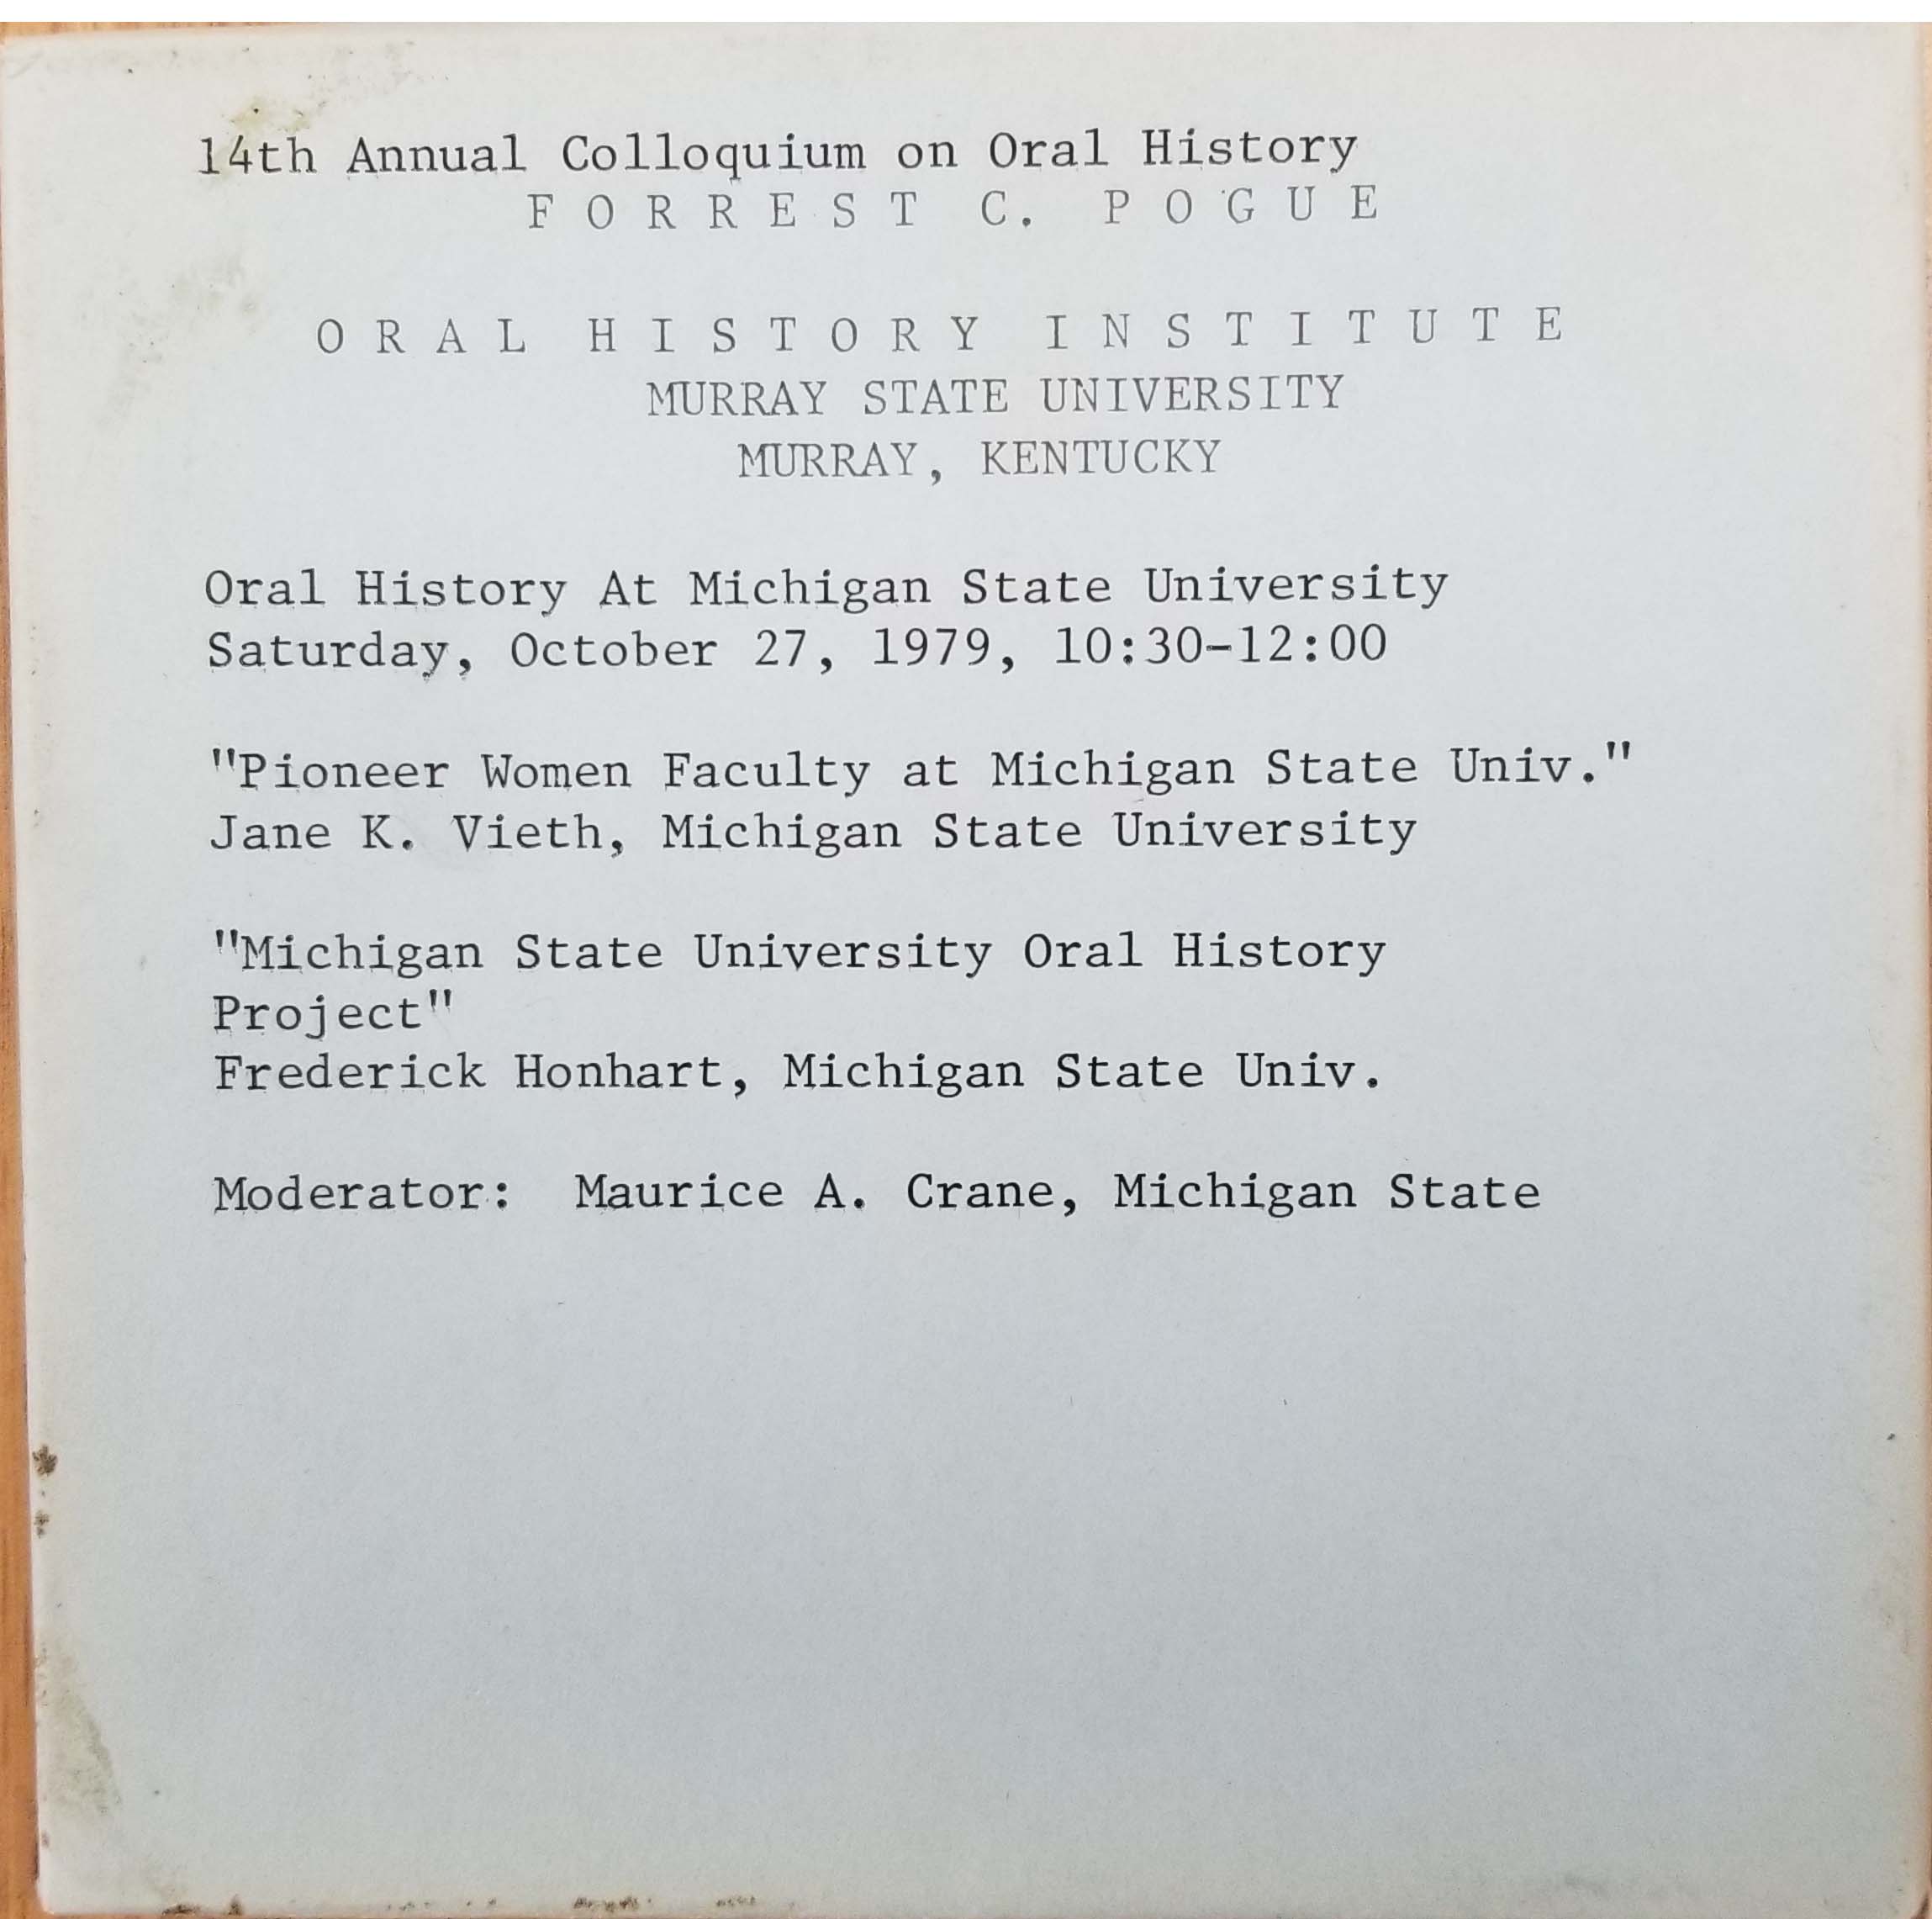 14th Annual Colloquium on Oral History
F O R R E S T  C.  P O G U E
O R A L  H I S T O R Y  I N S T I T U T E
MURRAY STATE UNIVERSITY
MURRAY, KENTUCKY
Oral History At Michigan State University
Saturday, October 27, 1979, 10:30-12:00
"Pioneer Women Faculty at Michigan State Univ."
Jane K. Vieth, Michigan State University
"Michigan State University Oral History
Project"
Frederick Honhart, Michigan State Univ.
Moderator:  Maurice A. Crane, Michigan State